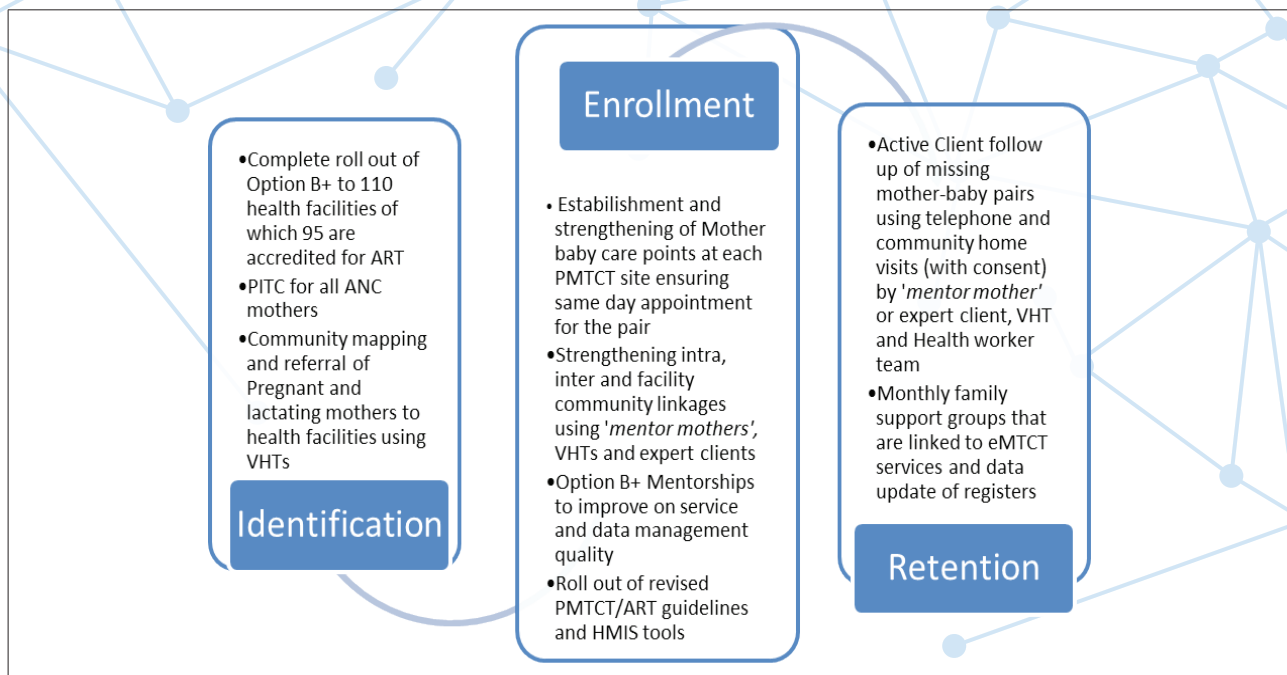 •Complete roll out of
Option B+ to 110
health facilities of
which 95 are
accredited for ART
•PITC for all ANC
mothers
•Community mapping
and referral of
Pregnant and
lactating mothers to
health facilities using
VHTs
Identification
Enrollment
• Estabilishment and
strengthening of Mother
baby care points at each
PMTCT site ensuring
same day appointment
for the pair
•Strengthening intra,
inter and facility
community linkages
using 'mentor mothers',
VHTs and expert clients
•Option B+ Mentorships
to improve on service
and data management
quality
•Roll out of revised
PMTCT/ART guidelines
and HMIS tools
•Active Client follow
up of missing
mother-baby pairs
using telephone and
community home
visits (with consent)
by 'mentor mother'
or expert client, VHT
and Health worker
team
•Monthly family
support groups that
are linked to eMTCT
services and data
update of registers
Retention